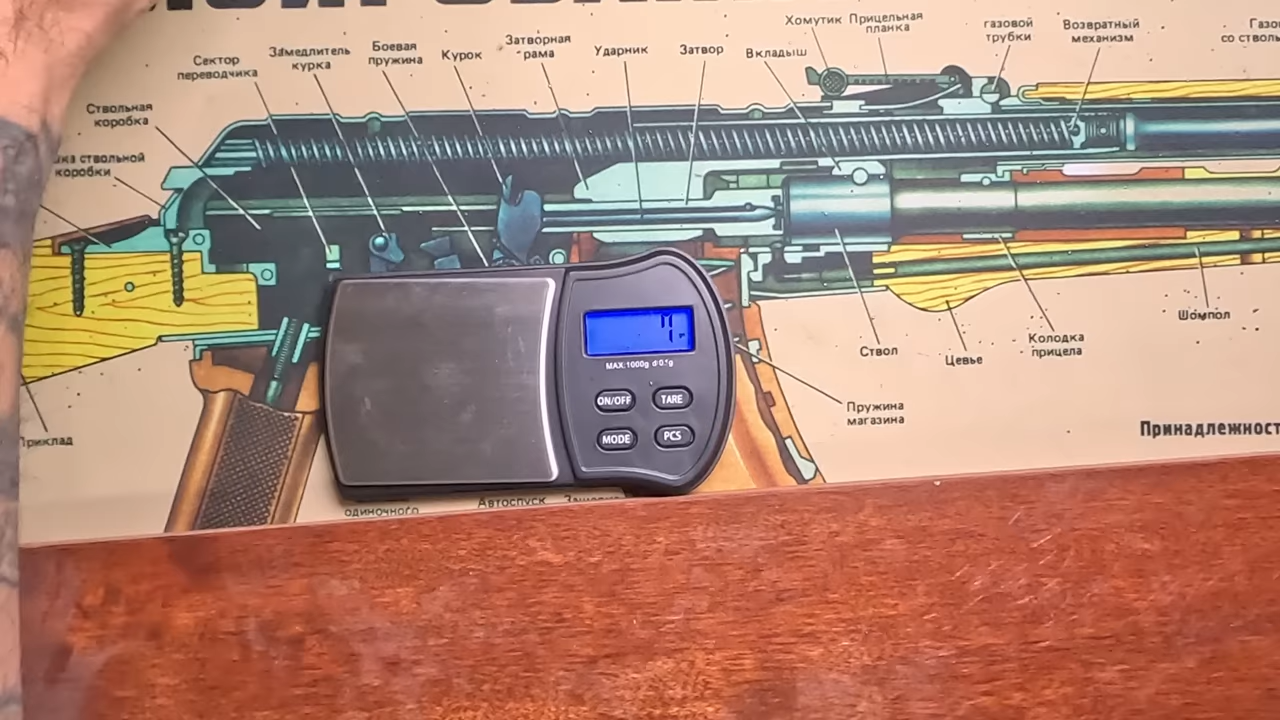 Хомутик
Прицельная
планка
газовой
трубки
Возвратный
механизм
Газо
со стволь
Сектор
переводчика
Замедлитель
курка
Боевая
пружина
Курок
Затворная
рама
Ударник
Затвор
Вкладыш
Ствольная
коробка
ствольной
коробки
MAX:1000g d:0.1g
ON/OFF
TARE
MODE
PCS
Ствол
Цевье
Колодка
прицела
Шомпол
Пружина
магазина
Приклад
Принадлежност
Автоспуск
одиночного